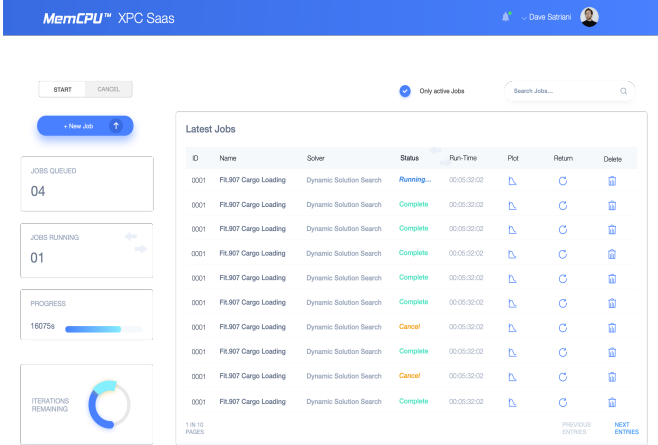 MemCPU™ XPC Saas
Dave Satriani
START CANCEL
Only active Jobs
Search Jobs...
+ New Job
Latest Jobs
ID Name Solver Status Run-Time Plot Return Delete
0001 Flt.907 Cargo Loading Dynamic Solution Search Running... 00:05:32:02
0001 Flt.907 Cargo Loading Dynamic Solution Search Complete 00:05:32:02
0001 Flt.907 Cargo Loading Dynamic Solution Search Complete 00:05:32:02
0001 Flt.907 Cargo Loading Dynamic Solution Search Complete 00:05:32:02
0001 Flt.907 Cargo Loading Dynamic Solution Search Complete 00:05:32:02
0001 Flt.907 Cargo Loading Dynamic Solution Search Complete 00:05:32:02
0001 Flt.907 Cargo Loading Dynamic Solution Search Cancel 00:05:32:02
0001 Flt.907 Cargo Loading Dynamic Solution Search Complete 00:05:32:02
0001 Flt.907 Cargo Loading Dynamic Solution Search Cancel 00:05:32:02
0001 Flt.907 Cargo Loading Dynamic Solution Search Complete 00:05:32:02
1 IN 10
PAGES
PREVIOUS
ENTRIES
NEXT
ENTRIES
JOBS QUEUED
04
JOBS RUNNING
01
PROGRESS
16075s
ITERATIONS
REMAINING